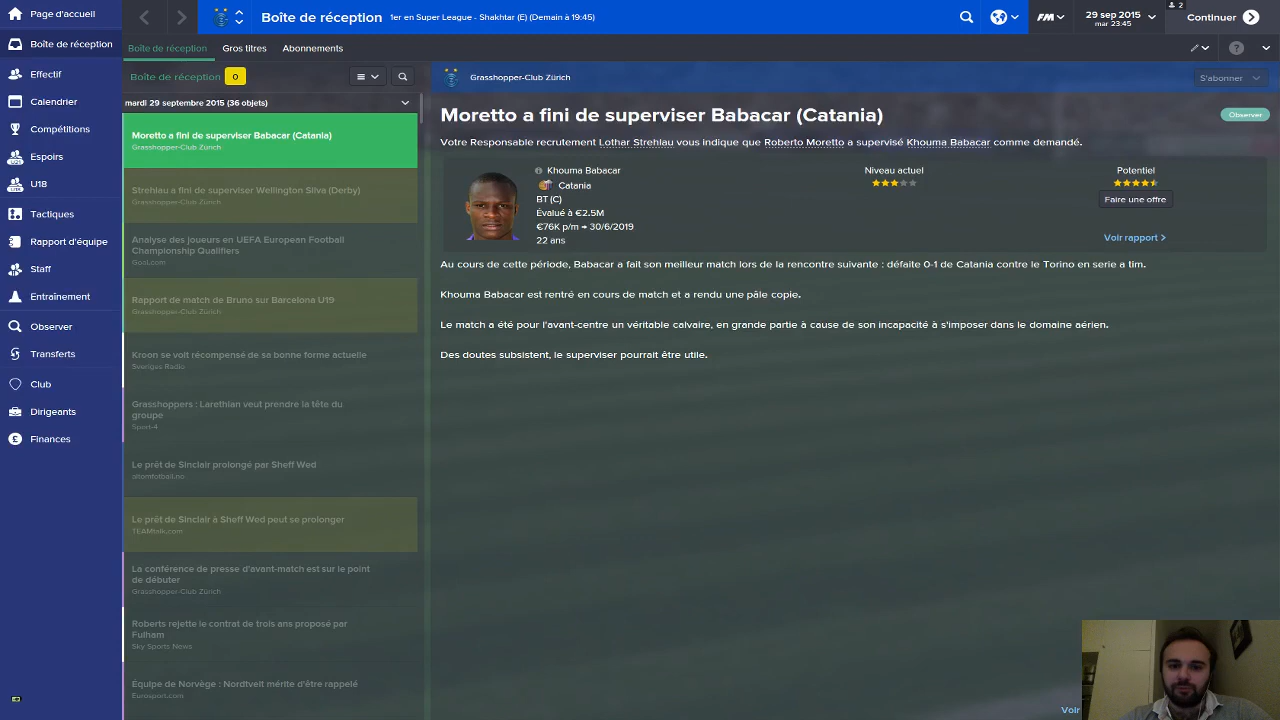 Page d'accueil
Boîte de réception
Effectif
Calendrier
Compétitions
Espoirs
U18
Tactiques
Rapport d'équipe
Staff
Entraînement
Observer
Transferts
Club
Dirigeants
Finances
Boîte de réception
1er en Super League - Shakhtar (E) (Demain à 19:45)
FM
29 sep 2015
mar 23:45
2
Continuer
Boîte de réception
Gros titres
Abonnements
?
Boîte de réception
0
mardi 29 septembre 2015 (36 objets)
Moretto a fini de superviser Babacar (Catania)
Grasshopper-Club Zürich
Strehlau a fini de superviser Wellington Silva (Derby)
Grasshopper-Club Zürich
Analyse des joueurs en UEFA European Football
Championship Qualifiers
Goal.com
Rapport de match de Bruno sur Barcelona U19
Grasshopper-Club Zürich
Kroon se voit récompensé de sa bonne forme actuelle
Sveriges Radio
Grasshoppers : Larethian veut prendre la tête du
groupe
Sport-4
Le prêt de Sinclair prolongé par Sheff Wed
altomfotball.no
Le prêt de Sinclair à Sheff Wed peut se prolonger
TEAMtalk.com
La conférence de presse d'avant-match est sur le point
de débuter
Grasshopper-Club Zürich
Roberts rejette le contrat de trois ans proposé par
Fulham
Sky Sports News
Équipe de Norvège : Nordtveit mérite d'être rappelé
Eurosport.com
Grasshopper-Club Zürich
S'abonner
Moretto a fini de superviser Babacar (Catania)
Observer
Votre Responsable recrutement Lothar Strehlau vous indique que Roberto Moretto a supervisé Khouma Babacar comme demandé.
Khouma Babacar
Catania
BT (C)
Évalué à €2.5M
€76K p/m → 30/6/2019
22 ans
Niveau actuel
Potentiel
Faire une offre
Voir rapport >
Au cours de cette période, Babacar a fait son meilleur match lors de la rencontre suivante : défaite 0-1 de Catania contre le Torino en serie a tim.
Khouma Babacar est rentré en cours de match et a rendu une pâle copie.
Le match a été pour l'avant-centre un véritable calvaire, en grande partie à cause de son incapacité à s'imposer dans le domaine aérien.
Des doutes subsistent, le superviser pourrait être utile.
Voir